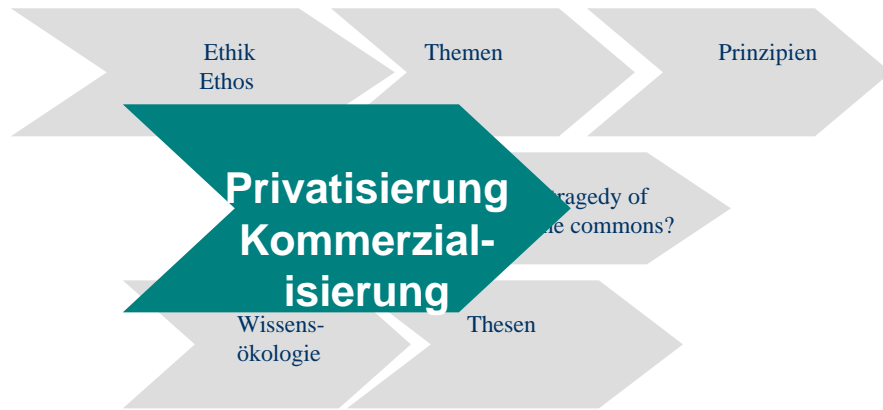 Ethik
Ethos
Themen
Prinzipien
Privatisierung
Kommerzial-
isierung
ragedy of
e commons?
Wissens-
ökologie
Thesen